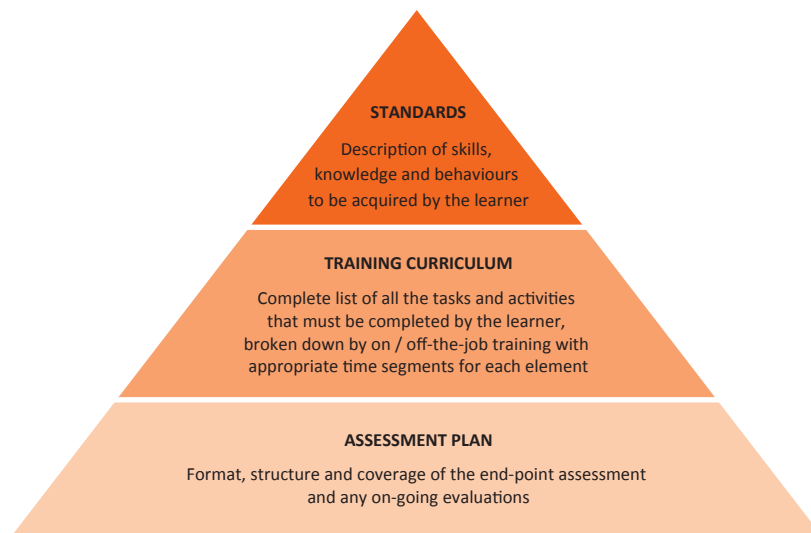 STANDARDS
Description of skills,
knowledge and behaviours
to be acquired by the learner
TRAINING CURRICULUM
Complete list of all the tasks and activities
that must be completed by the learner,
broken down by on / off-the-job training with
appropriate time segments for each element
ASSESSMENT PLAN
Format, structure and coverage of the end-point assessment
and any on-going evaluations